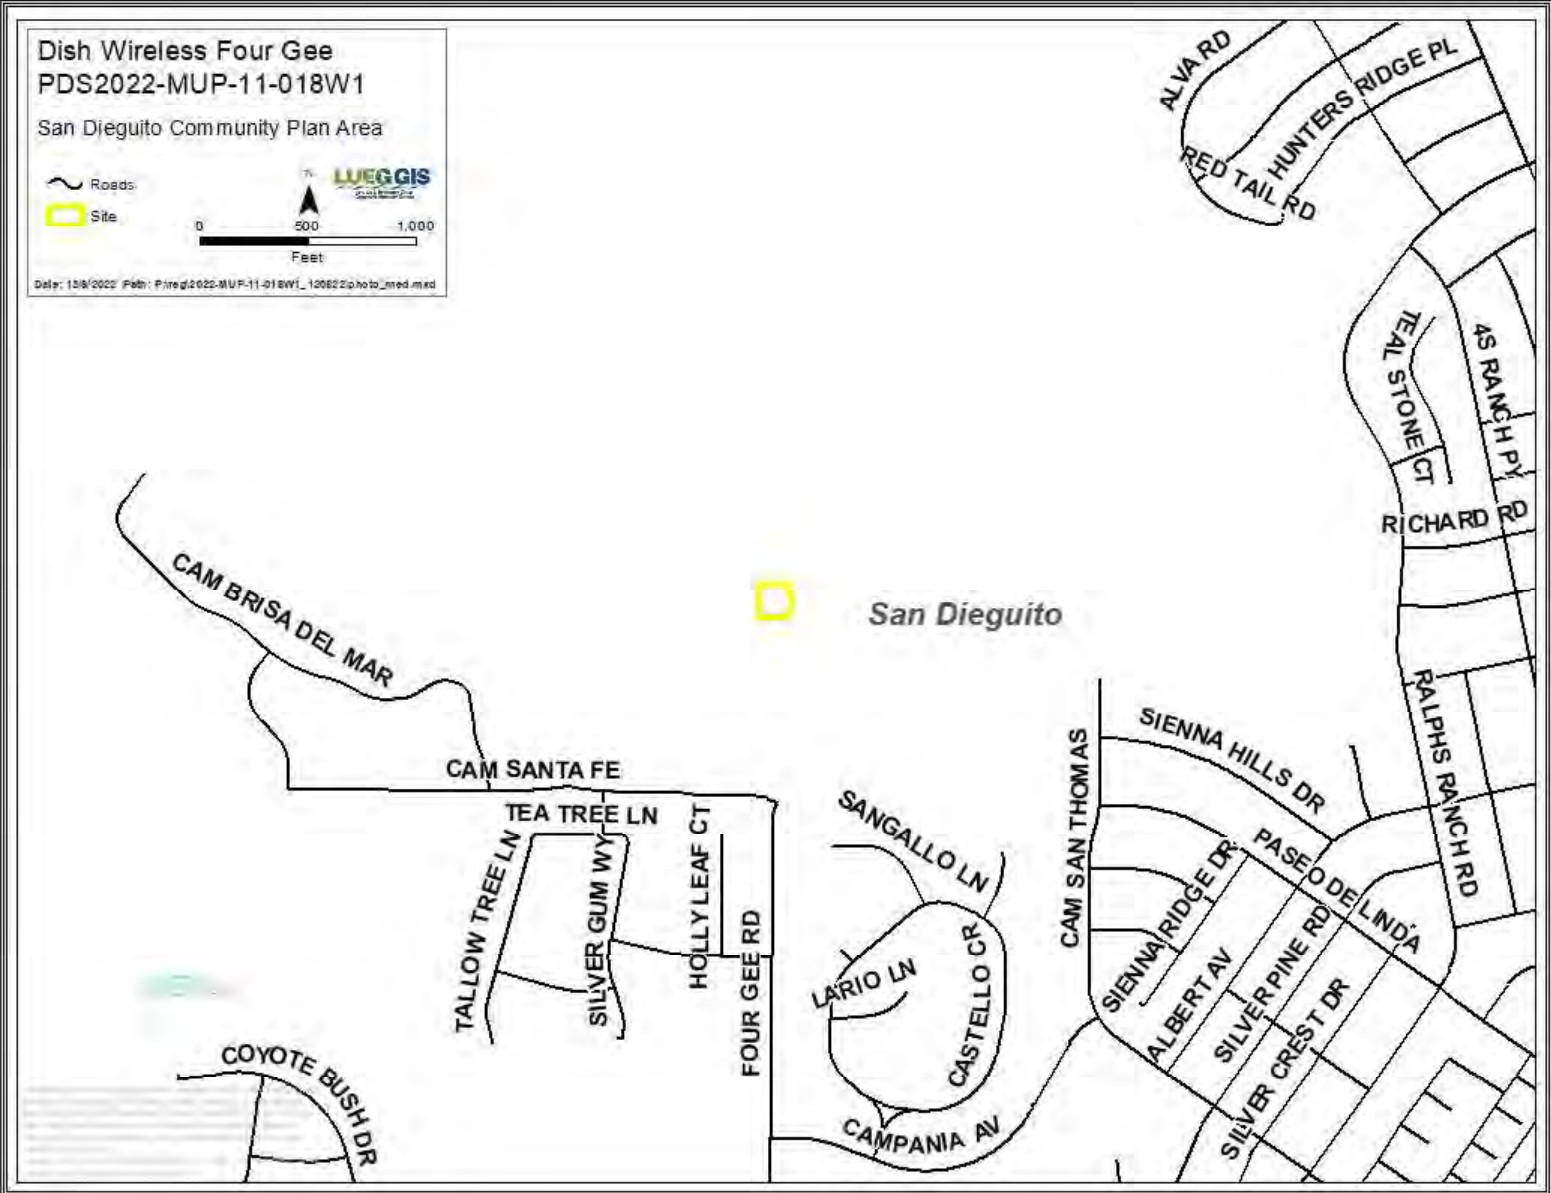 Dish Wireless Four Gee
PDS2022-MUP-11-018W1
San Dieguito Community Plan Area
Roads
Site
N
LUEG GIS
0 500 1,000
Feet
ALVA RD
HUNTERS RIDGE PL
RED TAIL RD
TEAL STONE CT
4S RANCH PY
RICHARD RD
CAM BRISA DEL MAR
San Dieguito
RALPHS RANCH RD
SIENNA HILLS DR
CAM SANTA FE
TEA TREE LN
SANGALLO LN
CAM SAN THOMAS
PASEO DE LINDA
TALLOW TREE LN
SILVER GUM WY
HOLLY LEAF CT
FOUR GEE RD
LARIO LN
CASTELLO CR
SIENNA RIDGE DR
ALBERT AV
SILVER PINE RD
SILVER CREST DR
COYOTE BUSH DR
CAMPANIA AV